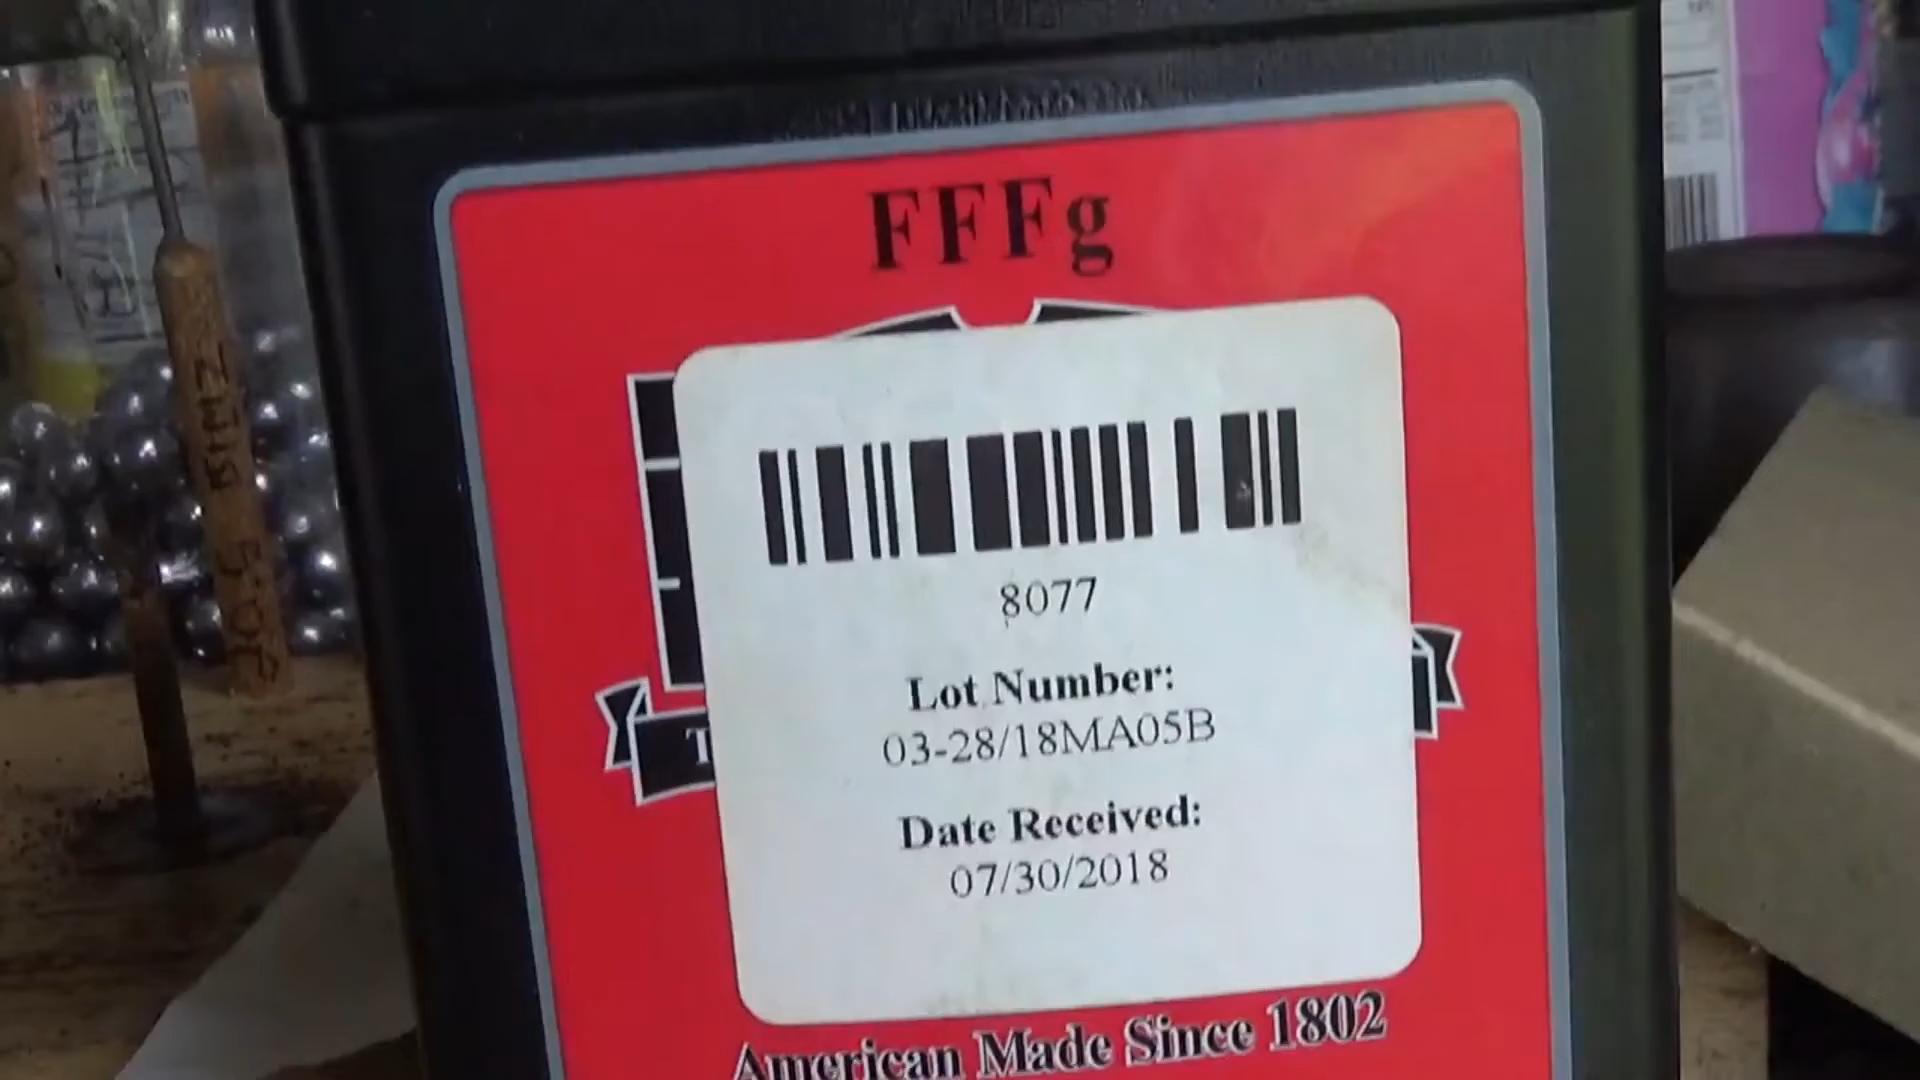 FFFg
T
8077
Lot Number:
03-28/18MA05B
Date Received:
07/30/2018
American Made Since 1802